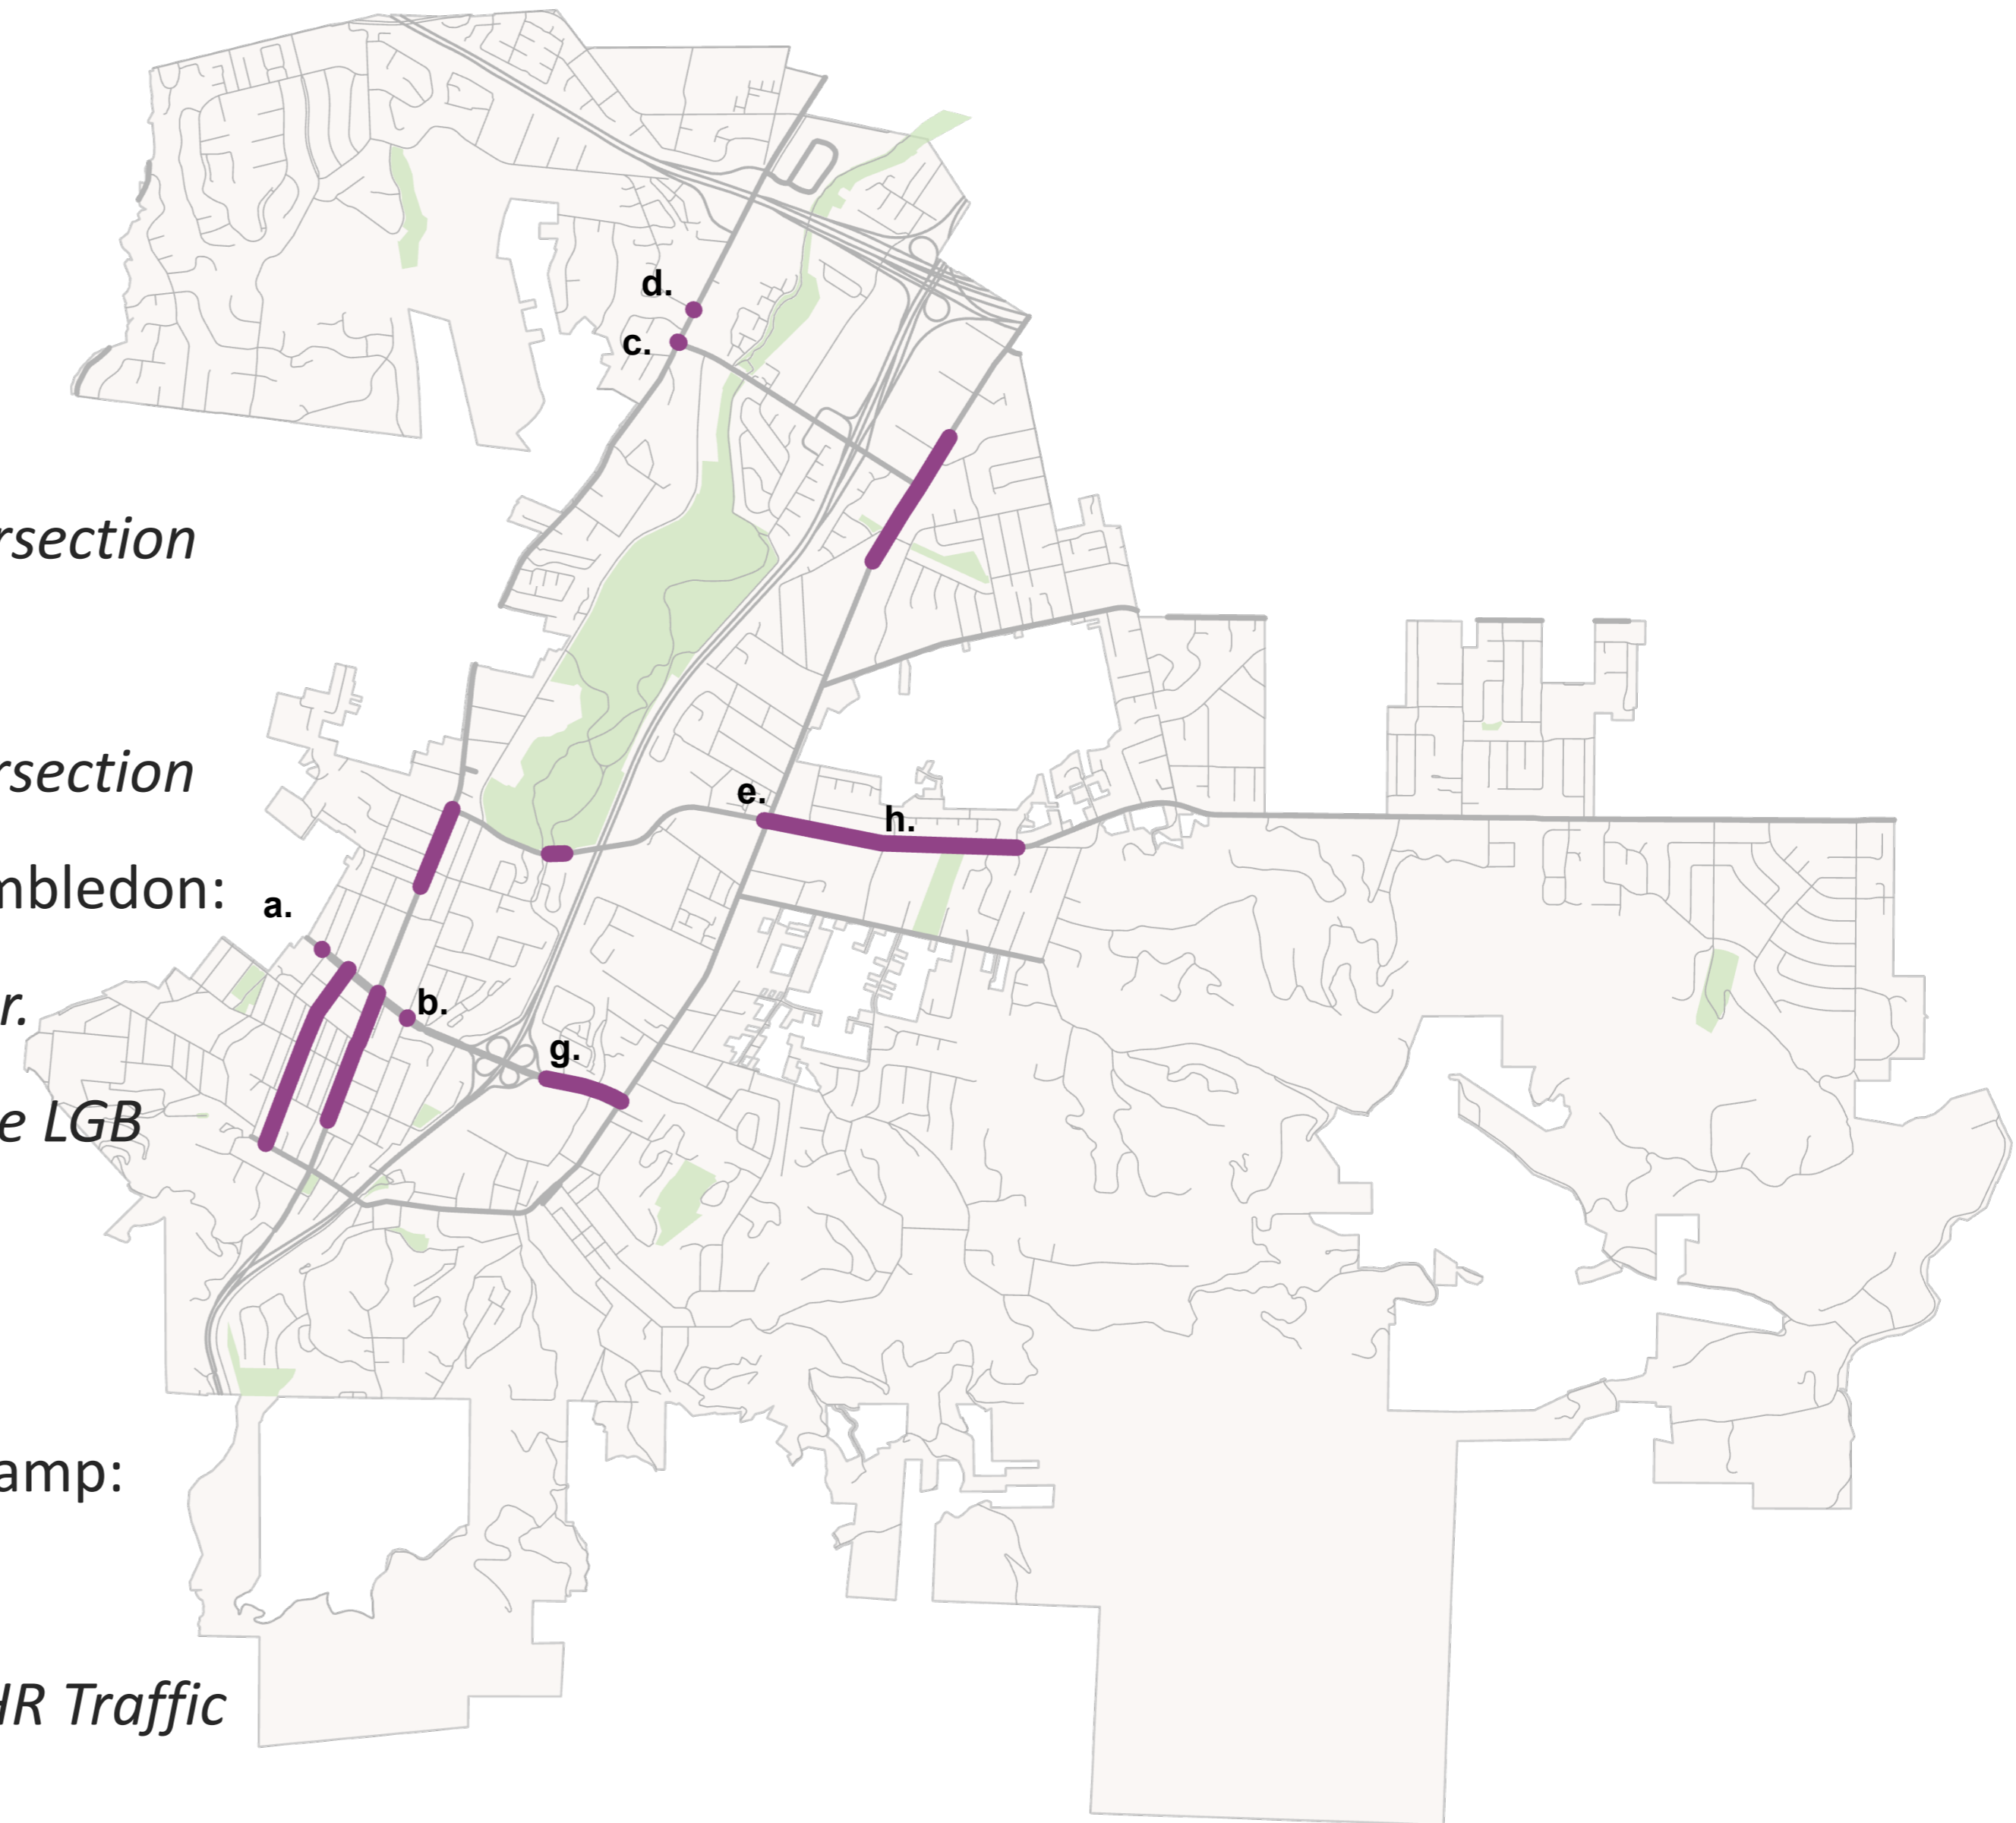 d.
c.
rsection
rsection
e.
h.
mbledon:
a.
r.
b.
g.
e LGB
amp:
HR Traffic